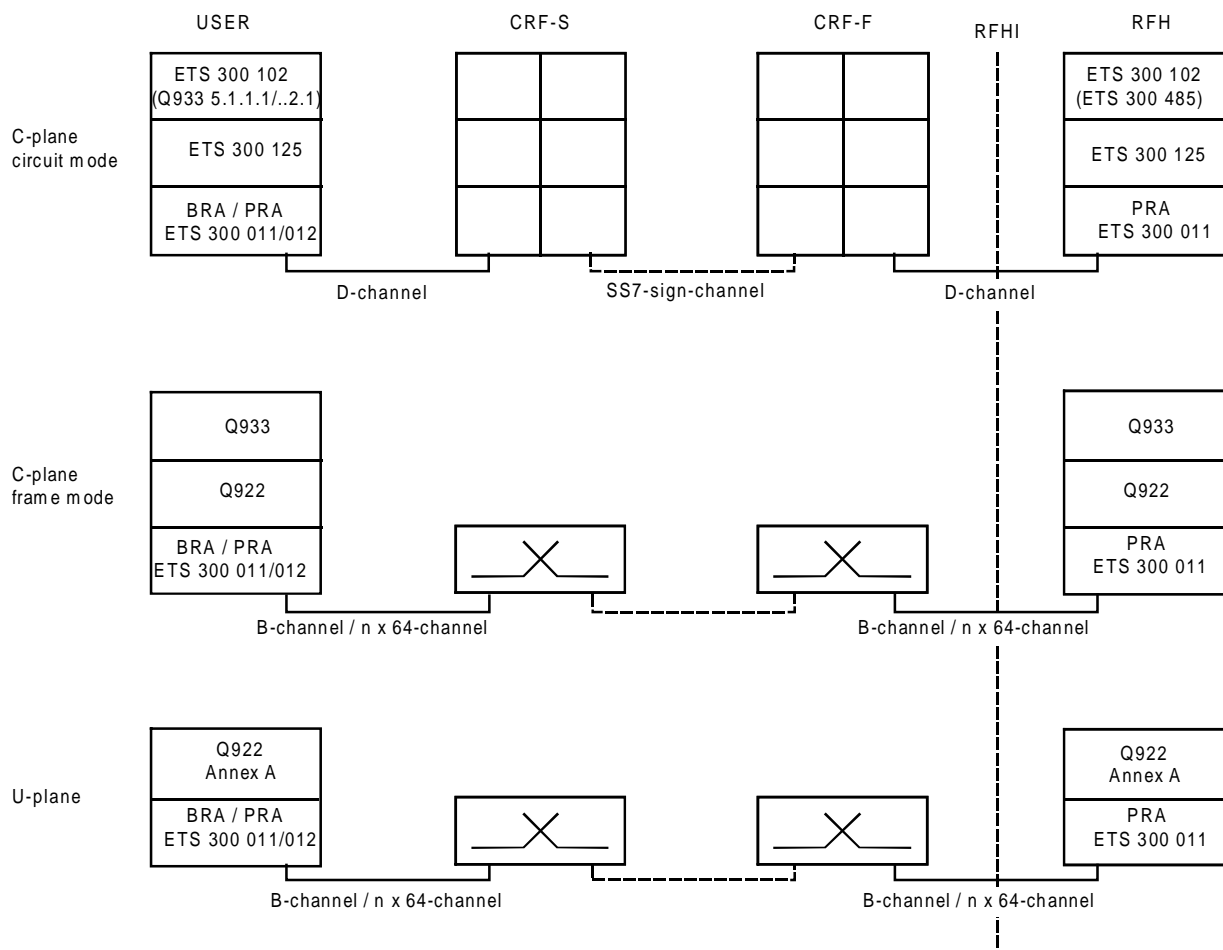 USER
CRF-S
CRF-F
RFHI
RFH
C-plane
circuit mode
ETS 300 102
(Q933 5.1.1.1/..2.1)
ETS 300 125
BRA / PRA
ETS 300 011/012
ETS 300 102
(ETS 300 485)
ETS 300 125
PRA
ETS 300 011
D-channel
SS7-sign-channel
D-channel
C-plane
frame mode
Q933
Q922
BRA / PRA
ETS 300 011/012
Q933
Q922
PRA
ETS 300 011
B-channel / n x 64-channel
B-channel / n x 64-channel
U-plane
Q922
Annex A
BRA / PRA
ETS 300 011/012
Q922
Annex A
PRA
ETS 300 011
B-channel / n x 64-channel
B-channel / n x 64-channel